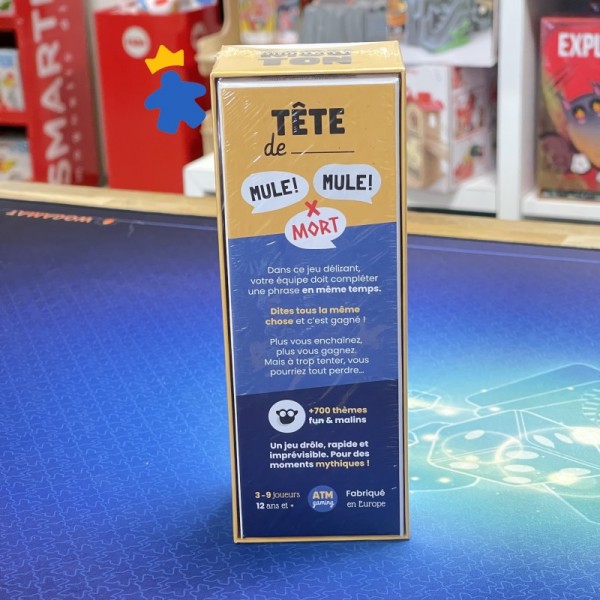 TÊTE
de
MULE!
MULE!
X
MORT
Dans ce jeu délirant,
votre équipe doit compléter
une phrase en même temps.
Dites tous la même
chose et c'est gagné !
Plus vous enchaînez,
plus vous gagnez.
Mais à trop tenter, vous
pourriez tout perdre...
+700 thèmes
fun & malins
Un jeu drôle, rapide et
imprévisible. Pour des
moments mythiques !
3-9 joueurs
12 ans et +
ATM
gaming
Fabriqué
en Europe
SMART
EXPL
WOGAMAT